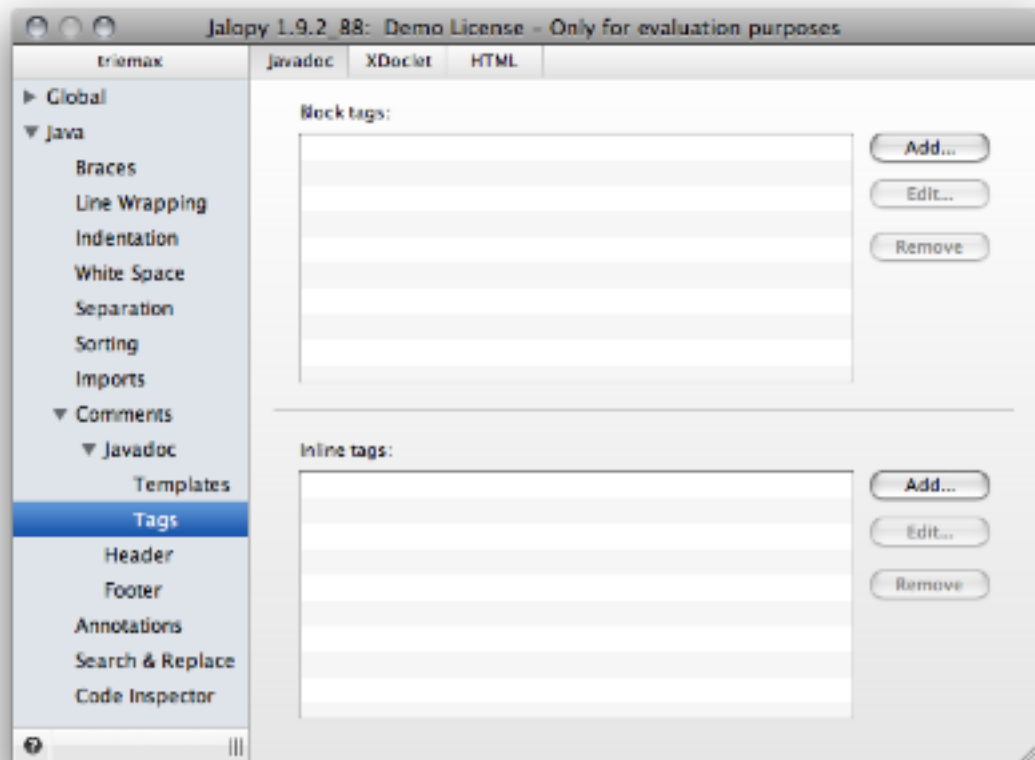 Jalopy 1.9.2_88: Demo License - Only for evaluation purposes
triemax
Javadoc XDoclet HTML
Global
Java
Braces
Line Wrapping
Indentation
White Space
Separation
Sorting
Imports
Comments
Javadoc
Templates
Tags
Header
Footer
Annotations
Search & Replace
Code Inspector
Block tags:
Add...
Edit...
Remove
Inline tags:
Add...
Edit...
Remove
?